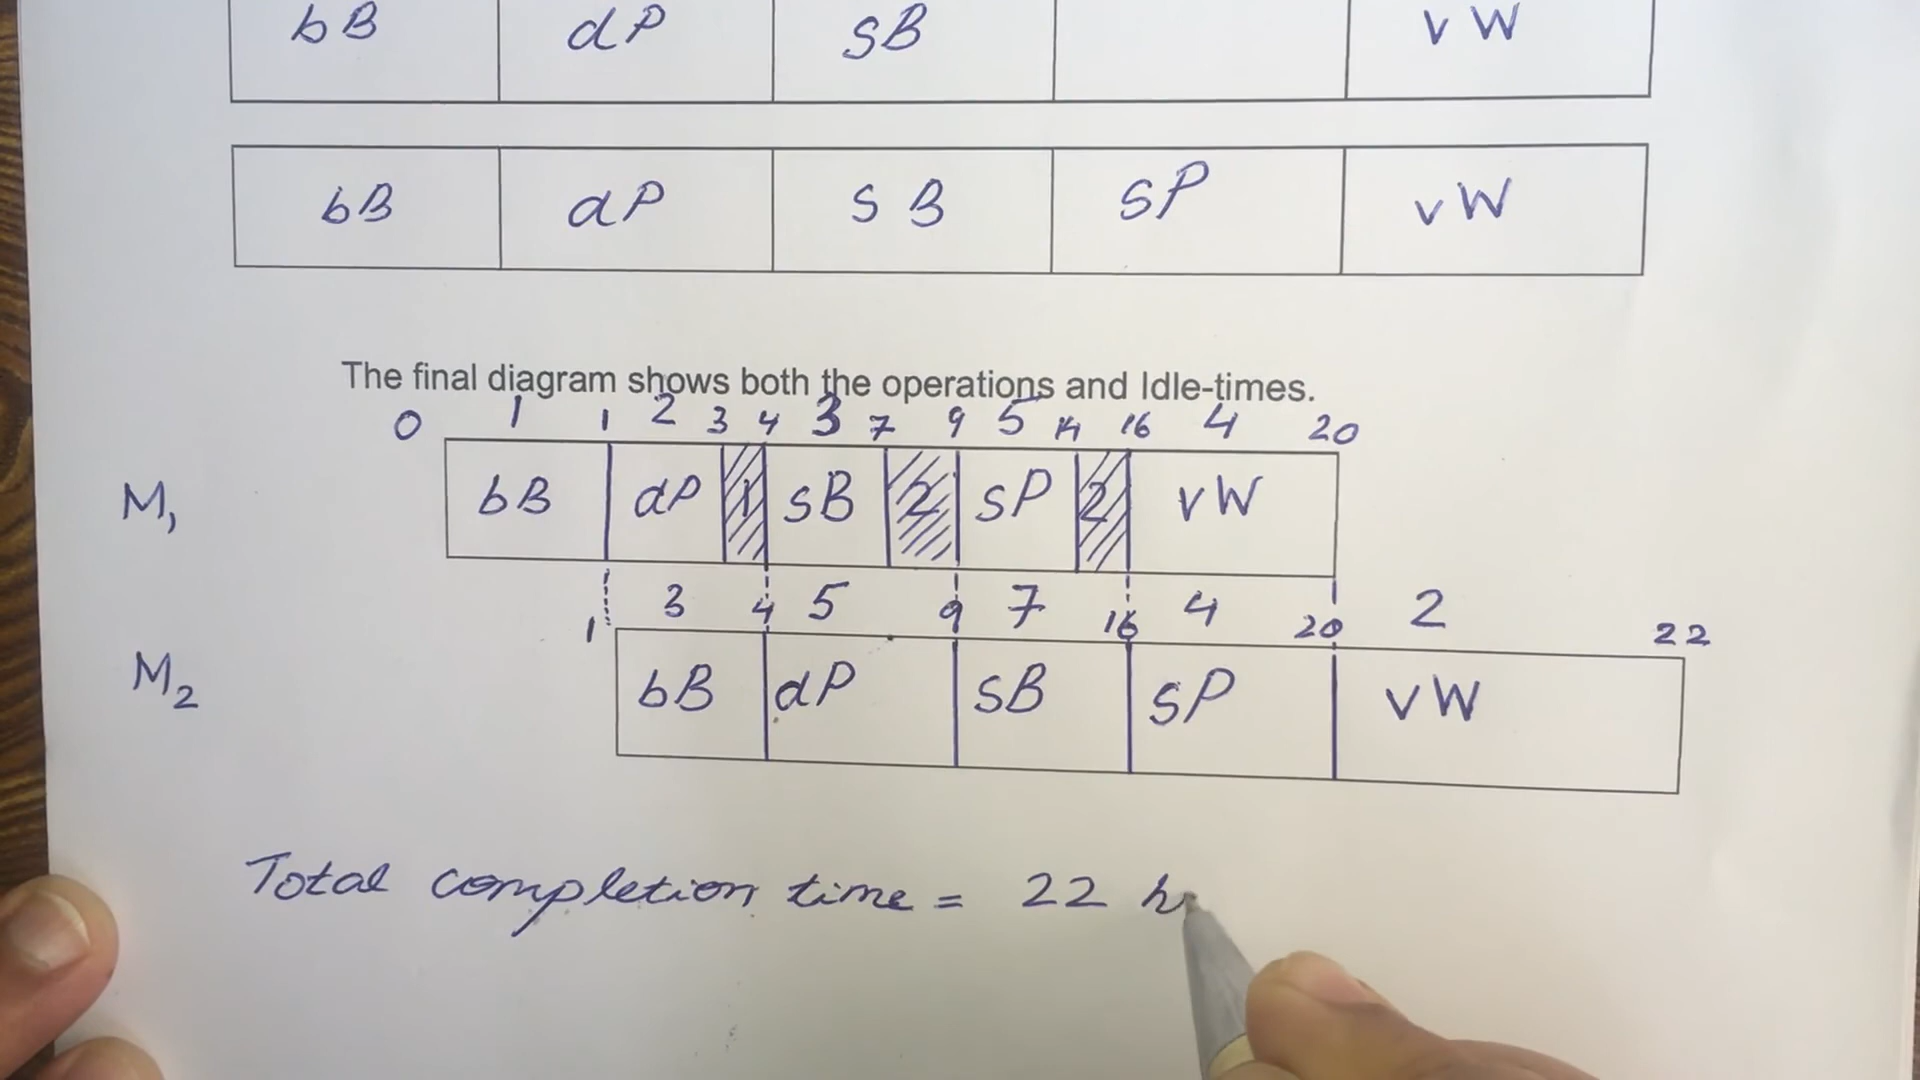 bB dP SB vW
bB dP S B SP vW
The final diagram shows both the operations and Idle-times.
0 1 1 2 3 4 3 7 9 5 14 16 4 20
M1 bB dP 1 sB 2 sP 2 vW
1 3 4 5 9 7 16 4 20 2 22
M2 bB dP SB SP vW
Total completion time = 22 h